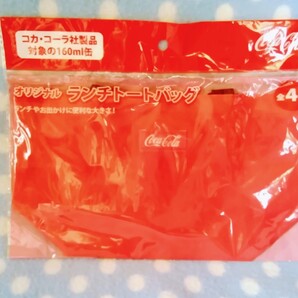 コカ・コーラ社製品
対象の160ml缶
Coca-Cola
オリジナル ランチトートバッグ
全4
ランチやお出かけに便利な大きさ!
Coca-Cola